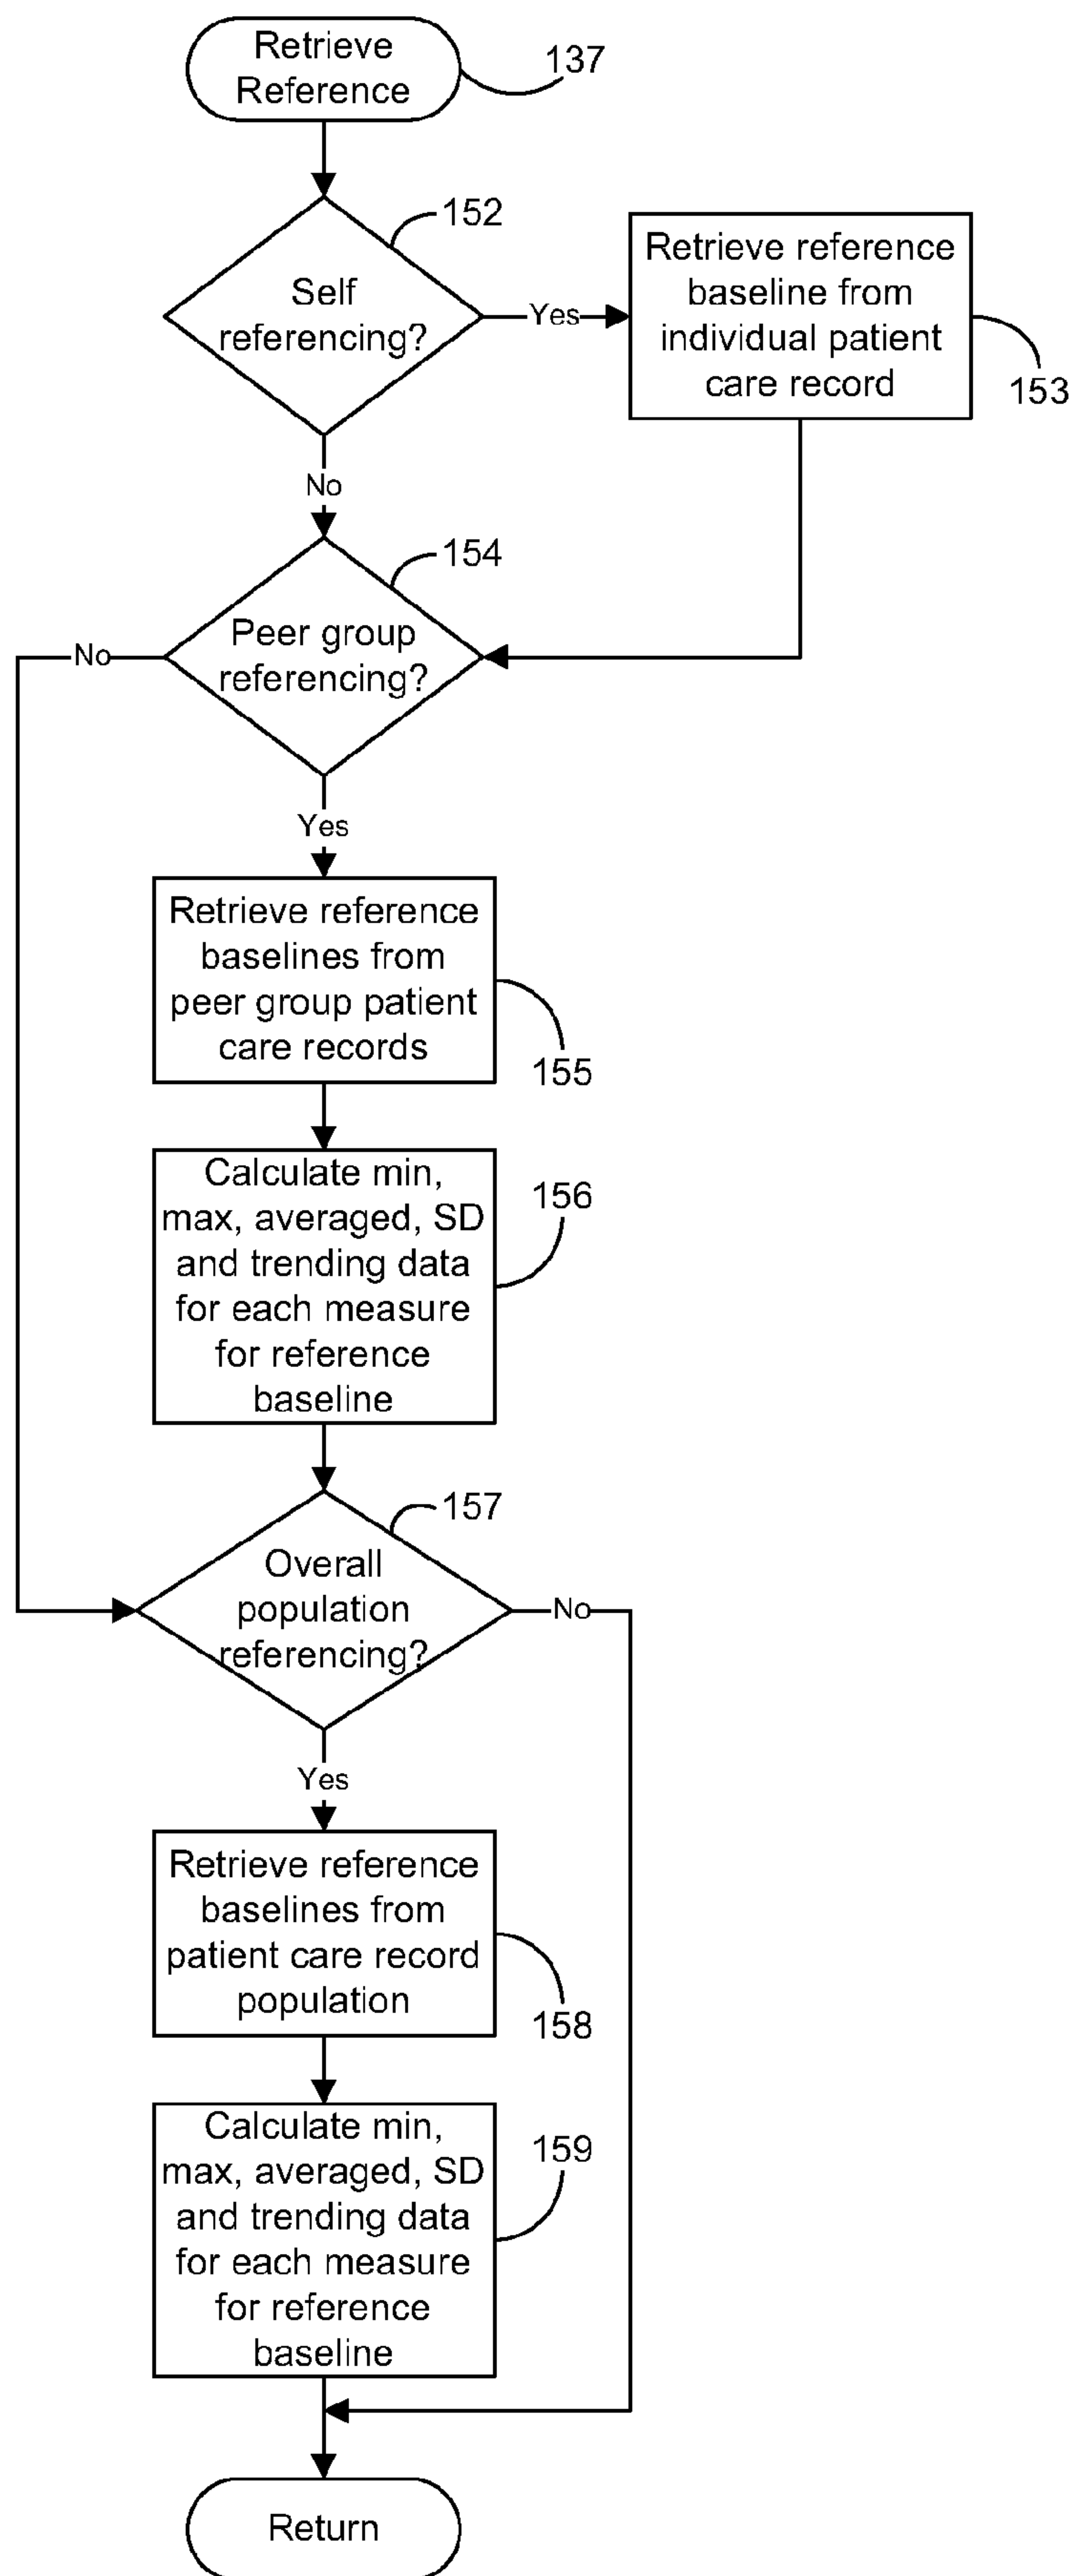 Retrieve
Reference
137
152
Self
referencing?
Yes
Retrieve reference
baseline from
individual patient
care record
153
No
154
Peer group
referencing?
No
Yes
Retrieve reference
baselines from
peer group patient
care records
155
Calculate min,
max, averaged, SD
and trending data
for each measure
for reference
baseline
156
157
Overall
population
referencing?
No
Yes
Retrieve reference
baselines from
patient care record
population
158
Calculate min,
max, averaged, SD
and trending data
for each measure
for reference
baseline
159
Return